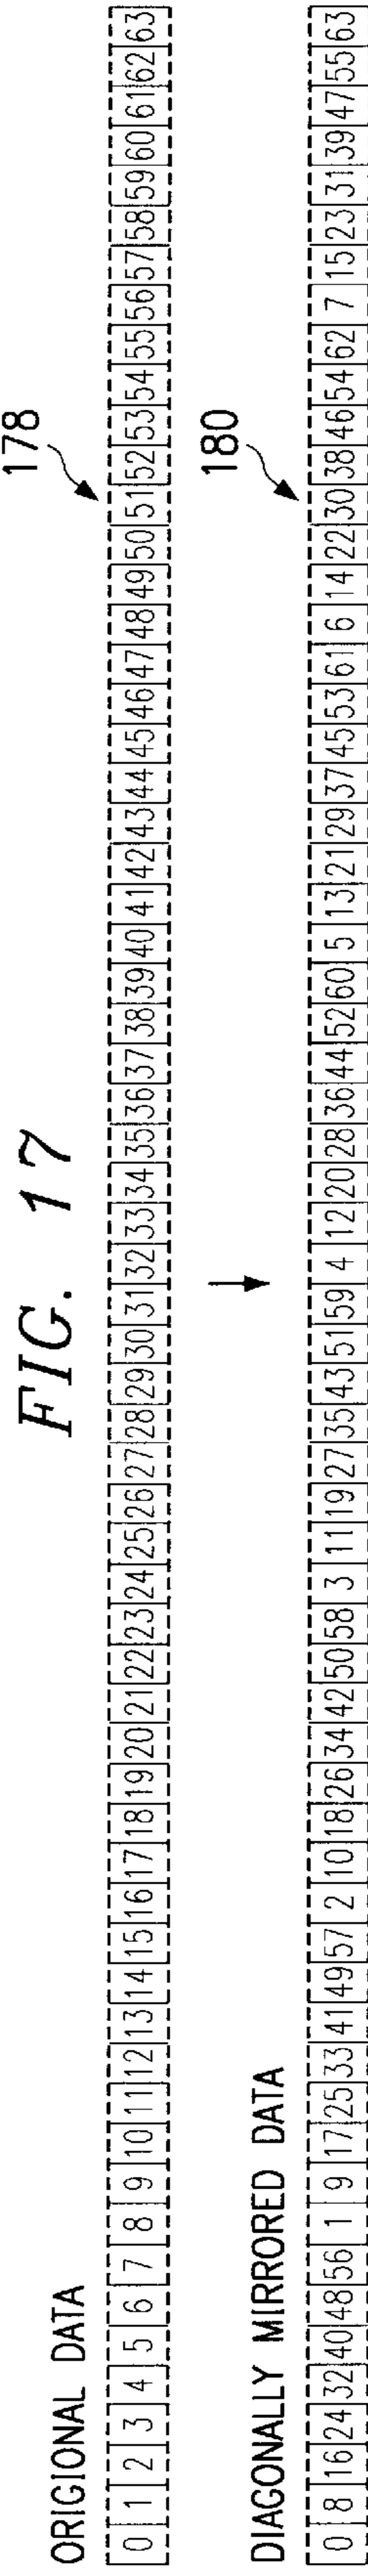 FIG. 17
ORIGIONAL DATA
178
0 1 2 3 4 5 6 7 8 9 10 11 12 13 14 15 16 17 18 19 20 21 22 23 24 25 26 27 28 29 30 31 32 33 34 35 36 37 38 39 40 41 42 43 44 45 46 47 48 49 50 51 52 53 54 55 56 57 58 59 60 61 62 63
DIAGONALLY MIRRORED DATA
180
0 8 16 24 32 40 48 56 1 9 17 25 33 41 49 57 2 10 18 26 34 42 50 58 3 11 19 27 35 43 51 59 4 12 20 28 36 44 52 60 5 13 21 29 37 45 53 61 6 14 22 30 38 46 54 62 7 15 23 31 39 47 55 63